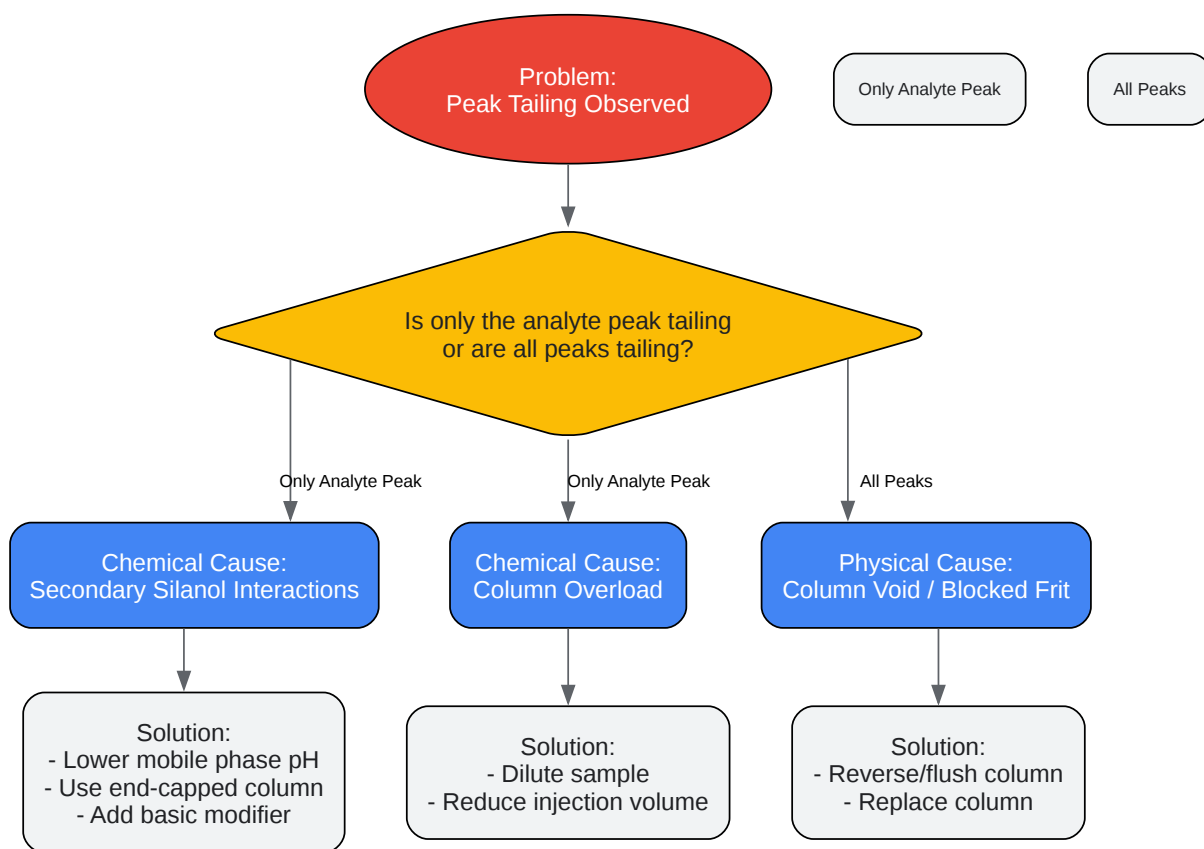 Problem:
Peak Tailing Observed
Only Analyte Peak
All Peaks
Is only the analyte peak tailing
or are all peaks tailing?
Only Analyte Peak
Only Analyte Peak
All Peaks
Chemical Cause:
Secondary Silanol Interactions
Chemical Cause:
Column Overload
Physical Cause:
Column Void / Blocked Frit
Solution:
- Lower mobile phase pH
- Use end-capped column
- Add basic modifier
Solution:
- Dilute sample
- Reduce injection volume
Solution:
- Reverse/flush column
- Replace column